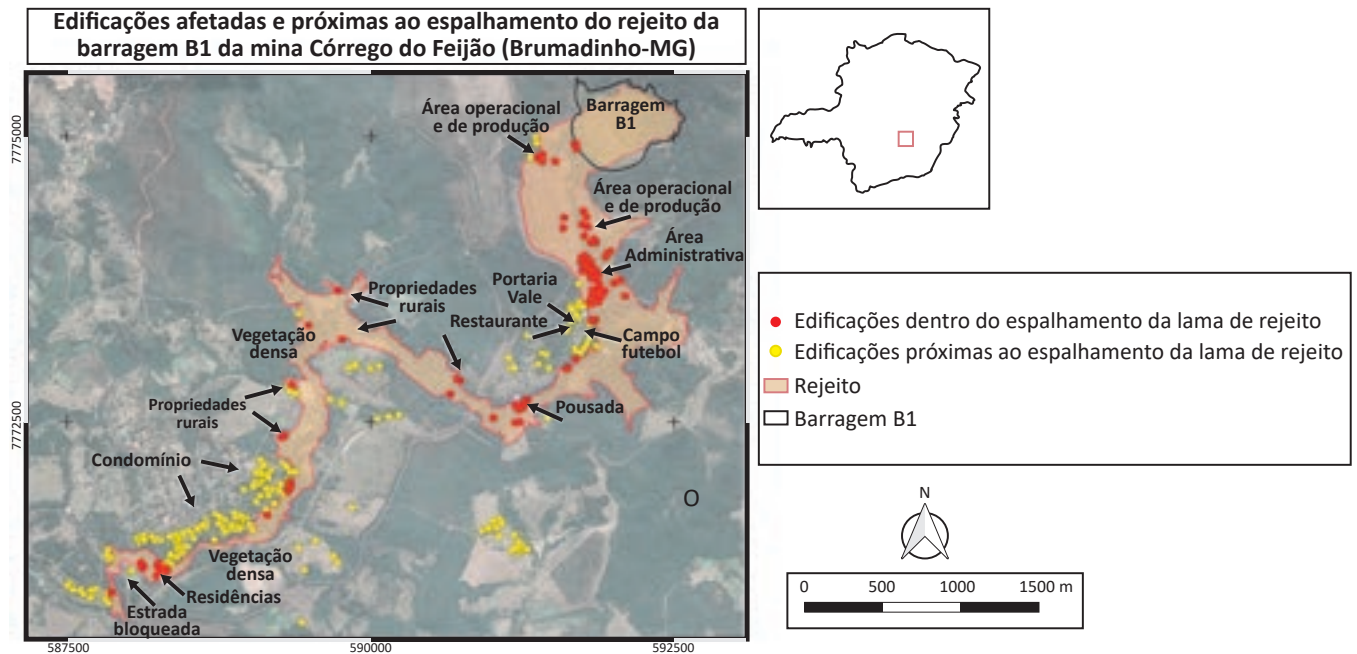 Edificações afetadas e próximas ao espalhamento do rejeito da
barragem B1 da mina Córrego do Feijão (Brumadinho-MG)
Área operacional
e de produção
Barragem
B1
7775000
Área operacional
e de produção
Área
Administrativa
Portaria
Vale
Propriedades
rurais
Restaurante
Campo
futebol
Vegetação
densa
Propriedades
rurais
Pousada
7772500
Condomínio
O
Vegetação
densa
Residências
Estrada
bloqueada
587500
590000
592500
Edificações dentro do espalhamento da lama de rejeito
Edificações próximas ao espalhamento da lama de rejeito
Rejeito
Barragem B1
N
0 500 1000 1500 m